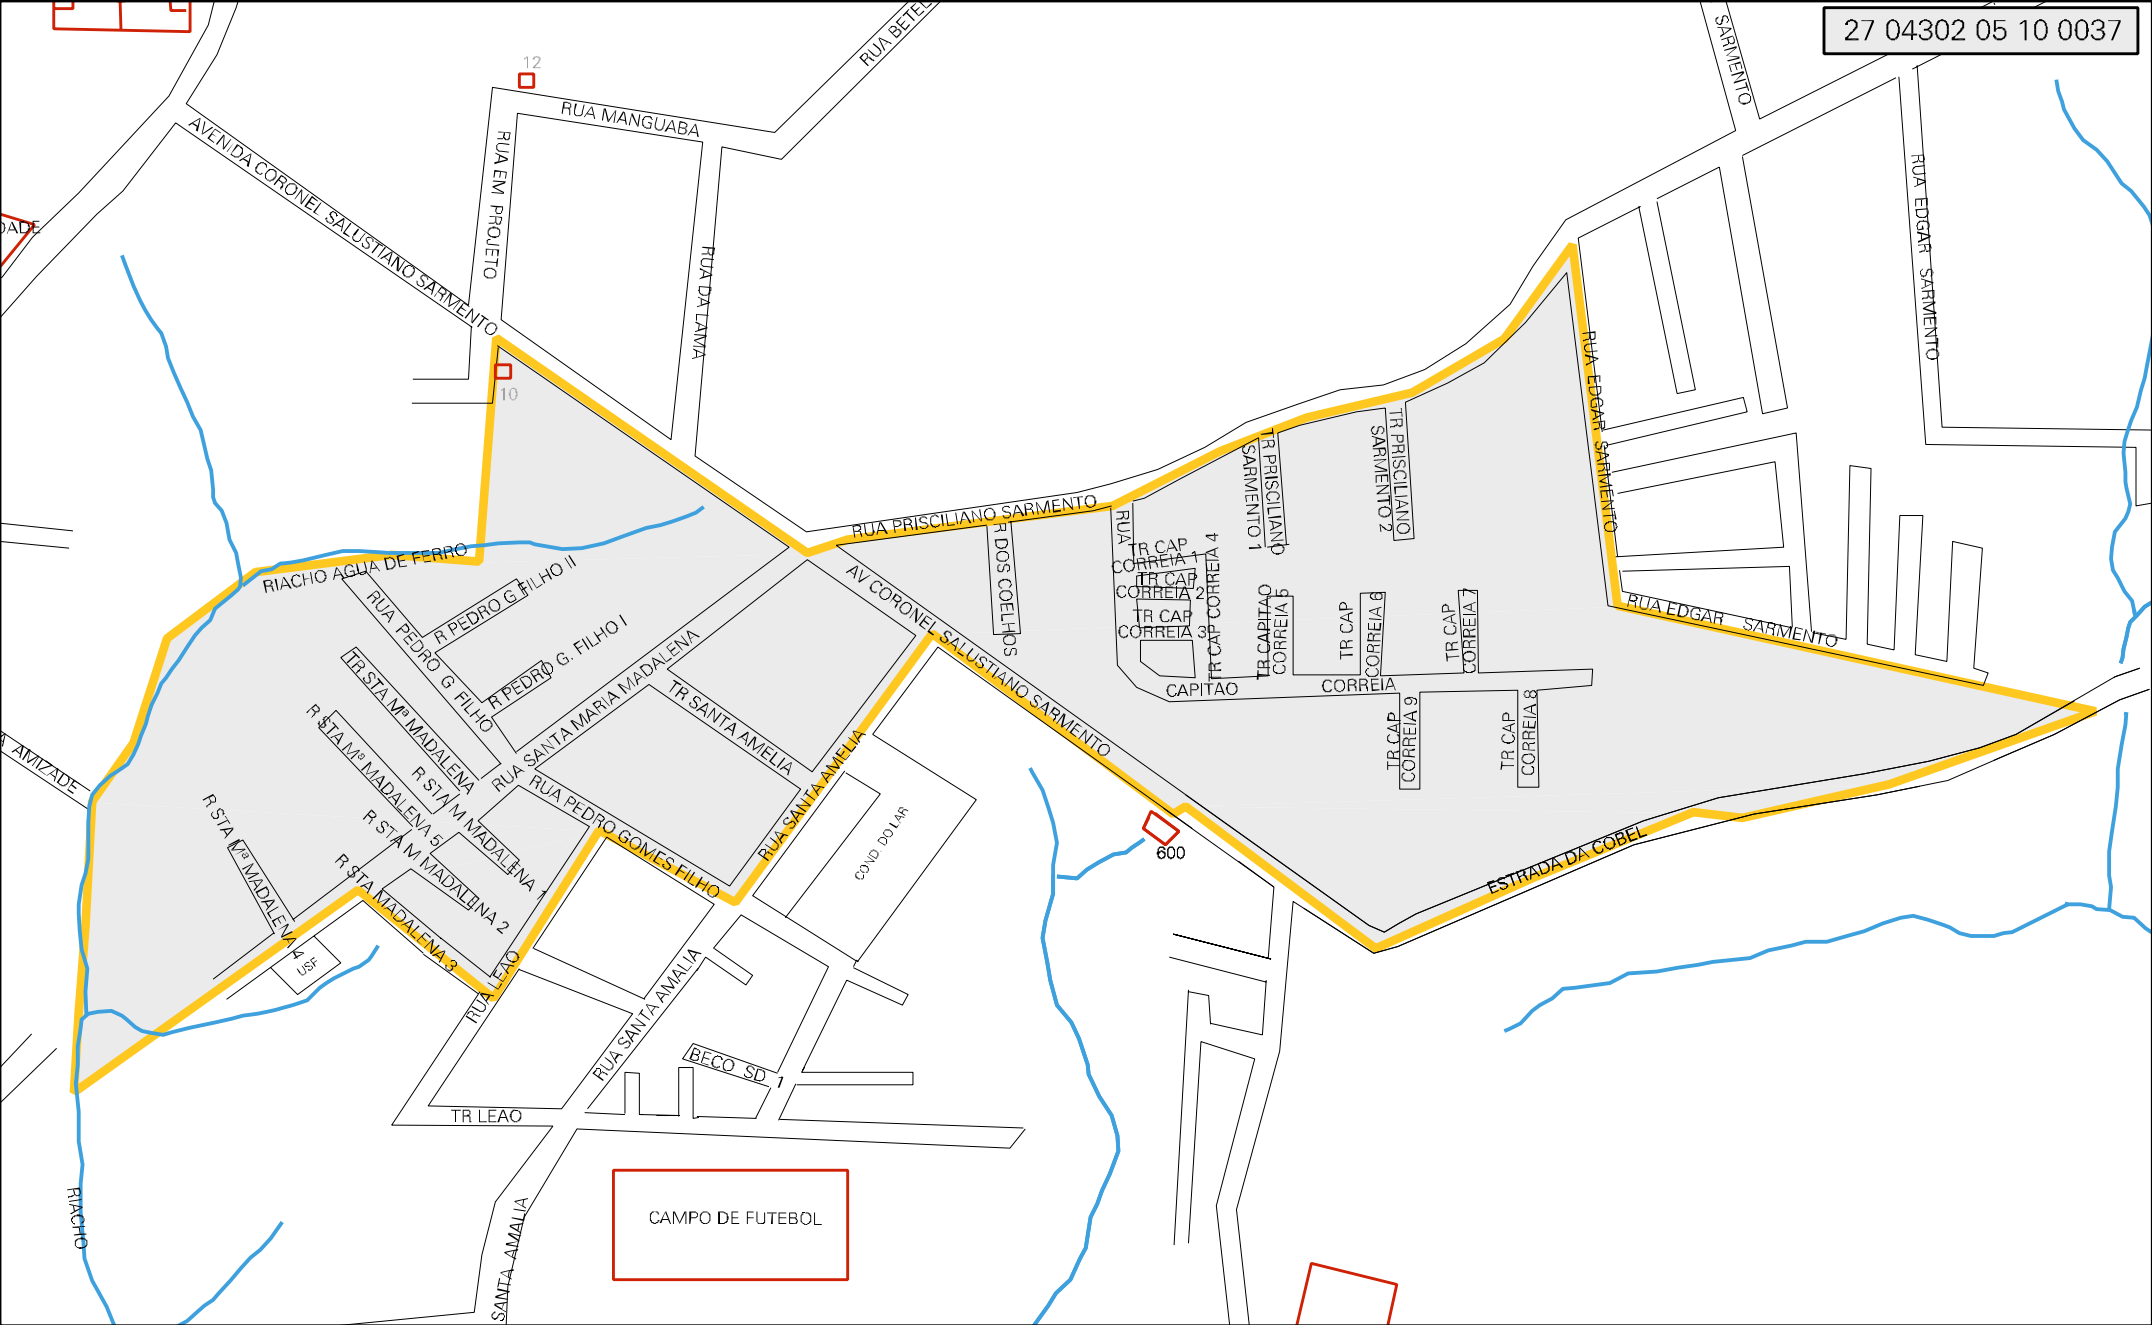 27 04302 05 10 0037
12
RUA BETEL
SARMENTO
RUA MANGUABA
AVENIDA CORONEL SALUSTIANO SARMENTO
RUA EM PROJETO
RUA DA LAMA
RUA EDGAR SARMENTO
DADE
10
RUA EDGAR SARMENTO
RUA PRISCILIANO SARMENTO
TR PRISCILIANO
SARMENTO 1
TR PRISCILIANO
SARMENTO 2
RIACHO AGUA DE FERRO
R DOS COELHOS
RUA
CAPITAO
CORREIA
TR CAP
CORREIA 1
TR CAP
CORREIA 2
TR CAP
CORREIA 3
TR CAP CORREIA 4
TR CAPITAO
CORREIA 5
TR CAP
CORREIA 6
TR CAP
CORREIA 7
TR CAP
CORREIA 9
TR CAP
CORREIA 8
RUA EDGAR SARMENTO
AV CORONEL SALUSTIANO SARMENTO
RUA PEDRO G FILHO
R PEDRO G FILHO II
R PEDRO G. FILHO I
RUA SANTA MARIA MADALENA
TR STA Mª MADALENA
TR SANTA AMELIA
RUA SANTA AMELIA
R STA Mª MADALENA 5
R STA M MADALENA 1
R STA M MADALENA 2
R STA MADALENA 3
R STA Mª MADALENA 4
RUA PEDRO GOMES FILHO
A AMIZADE
COND. DO LAR
600
ESTRADA DA COBEL
USF
RUA LEAO
RUA SANTA AMALIA
BECO SD 1
TR LEAO
RIACHO
SANTA AMALIA
CAMPO DE FUTEBOL